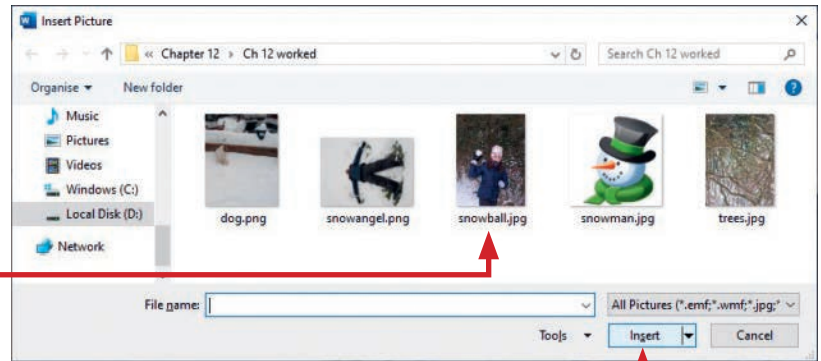 Insert Picture
« Chapter 12 › Ch 12 worked
Search Ch 12 worked
Organise
New folder
Music
Pictures
Videos
Windows (C:)
Local Disk (D:)
Network
dog.png
snowangel.png
snowball.jpg
snowman.jpg
trees.jpg
File name:
All Pictures (*.emf;*.wmf;*.jpg;*
Tools
Insert
Cancel